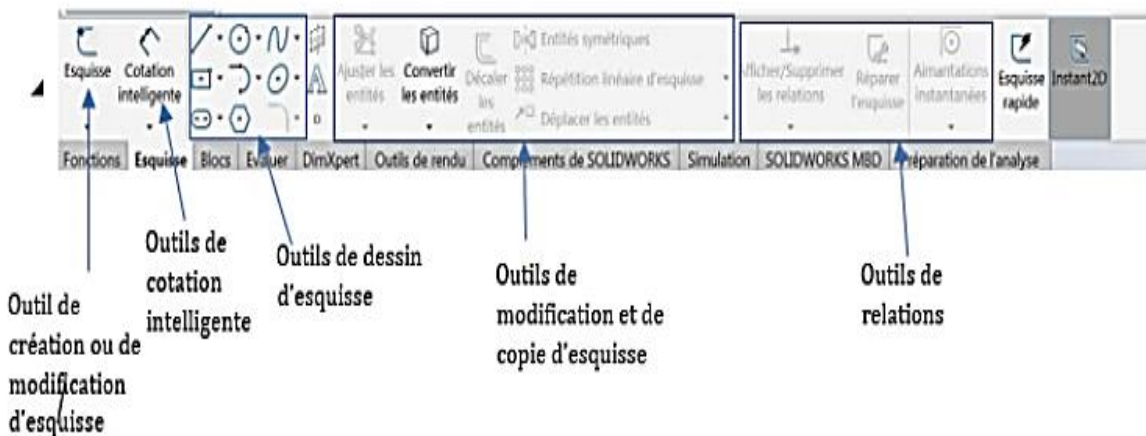 Esquisse
Cotation
intelligente
Ajuster les
entités
Convertir
les entités
Décaler
les
entités
Entités symétriques
Répétition linéaire d'esquisse
Déplacer les entités
Afficher/Supprimer
les relations
Réparer
l'esquisse
Aimantations
instantanées
Esquisse
rapide
Instant2D
Fonctions Esquisse Blocs Évaluer DimXpert Outils de rendu Compléments de SOLIDWORKS Simulation SOLIDWORKS MBD Préparation de l'analyse
Outil de
création ou de
modification
d'esquisse
Outils de
cotation
intelligente
Outils de dessin
d'esquisse
Outils de
modification et de
copie d'esquisse
Outils de
relations